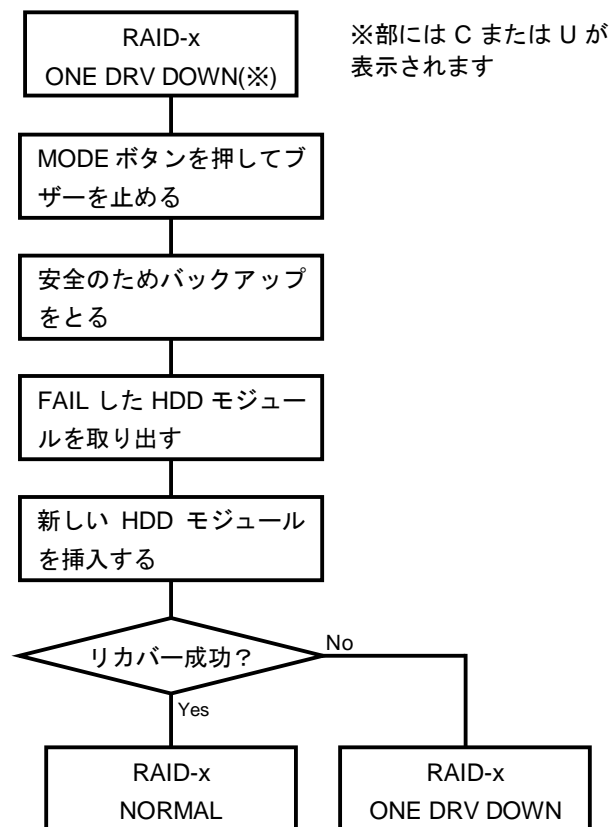 RAID-x
ONE DRV DOWN(※)
※部には C または U が
表示されます
MODE ボタンを押してブ
ザーを止める
安全のためバックアップ
をとる
FAIL した HDD モジュー
ルを取り出す
新しい HDD モジュール
を挿入する
リカバー成功？
No
Yes
RAID-x
NORMAL
RAID-x
ONE DRV DOWN